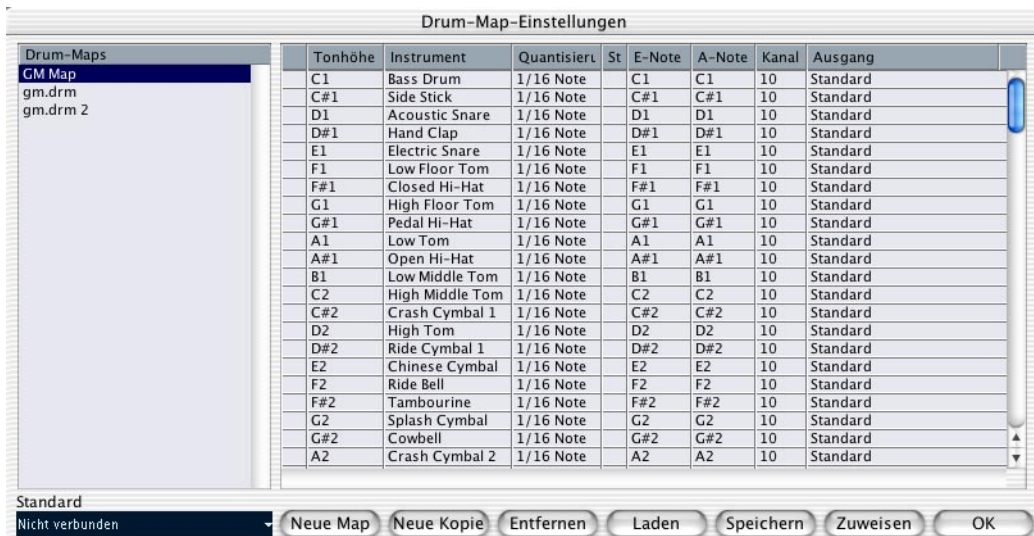 Drum-Map-Einstellungen
Drum-Maps
GM Map
gm.drm
gm.drm 2
Tonhöhe Instrument Quantisieru St E-Note A-Note Kanal Ausgang
C1 Bass Drum 1/16 Note C1 C1 10 Standard
C#1 Side Stick 1/16 Note C#1 C#1 10 Standard
D1 Acoustic Snare 1/16 Note D1 D1 10 Standard
D#1 Hand Clap 1/16 Note D#1 D#1 10 Standard
E1 Electric Snare 1/16 Note E1 E1 10 Standard
F1 Low Floor Tom 1/16 Note F1 F1 10 Standard
F#1 Closed Hi-Hat 1/16 Note F#1 F#1 10 Standard
G1 High Floor Tom 1/16 Note G1 G1 10 Standard
G#1 Pedal Hi-Hat 1/16 Note G#1 G#1 10 Standard
A1 Low Tom 1/16 Note A1 A1 10 Standard
A#1 Open Hi-Hat 1/16 Note A#1 A#1 10 Standard
B1 Low Middle Tom 1/16 Note B1 B1 10 Standard
C2 High Middle Tom 1/16 Note C2 C2 10 Standard
C#2 Crash Cymbal 1 1/16 Note C#2 C#2 10 Standard
D2 High Tom 1/16 Note D2 D2 10 Standard
D#2 Ride Cymbal 1 1/16 Note D#2 D#2 10 Standard
E2 Chinese Cymbal 1/16 Note E2 E2 10 Standard
F2 Ride Bell 1/16 Note F2 F2 10 Standard
F#2 Tambourine 1/16 Note F#2 F#2 10 Standard
G2 Splash Cymbal 1/16 Note G2 G2 10 Standard
G#2 Cowbell 1/16 Note G#2 G#2 10 Standard
A2 Crash Cymbal 2 1/16 Note A2 A2 10 Standard
Standard
Nicht verbunden
Neue Map Neue Kopie Entfernen Laden Speichern Zuweisen OK